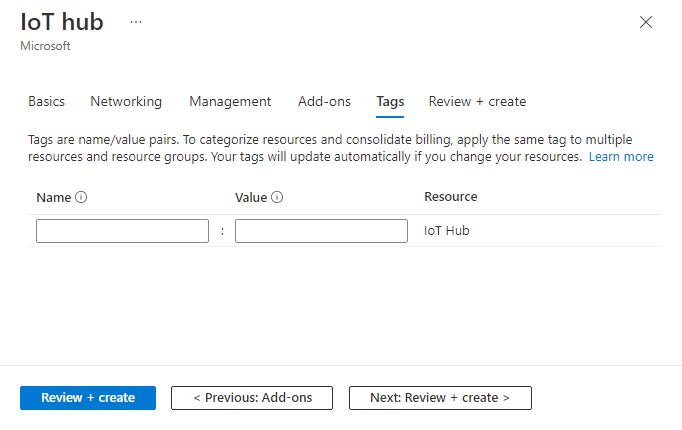 IoT hub ...
Microsoft
Basics Networking Management Add-ons Tags Review + create
Tags are name/value pairs. To categorize resources and consolidate billing, apply the same tag to multiple
resources and resource groups. Your tags will update automatically if you change your resources. Learn more
Name Value Resource
: IoT Hub
Review + create < Previous: Add-ons Next: Review + create >